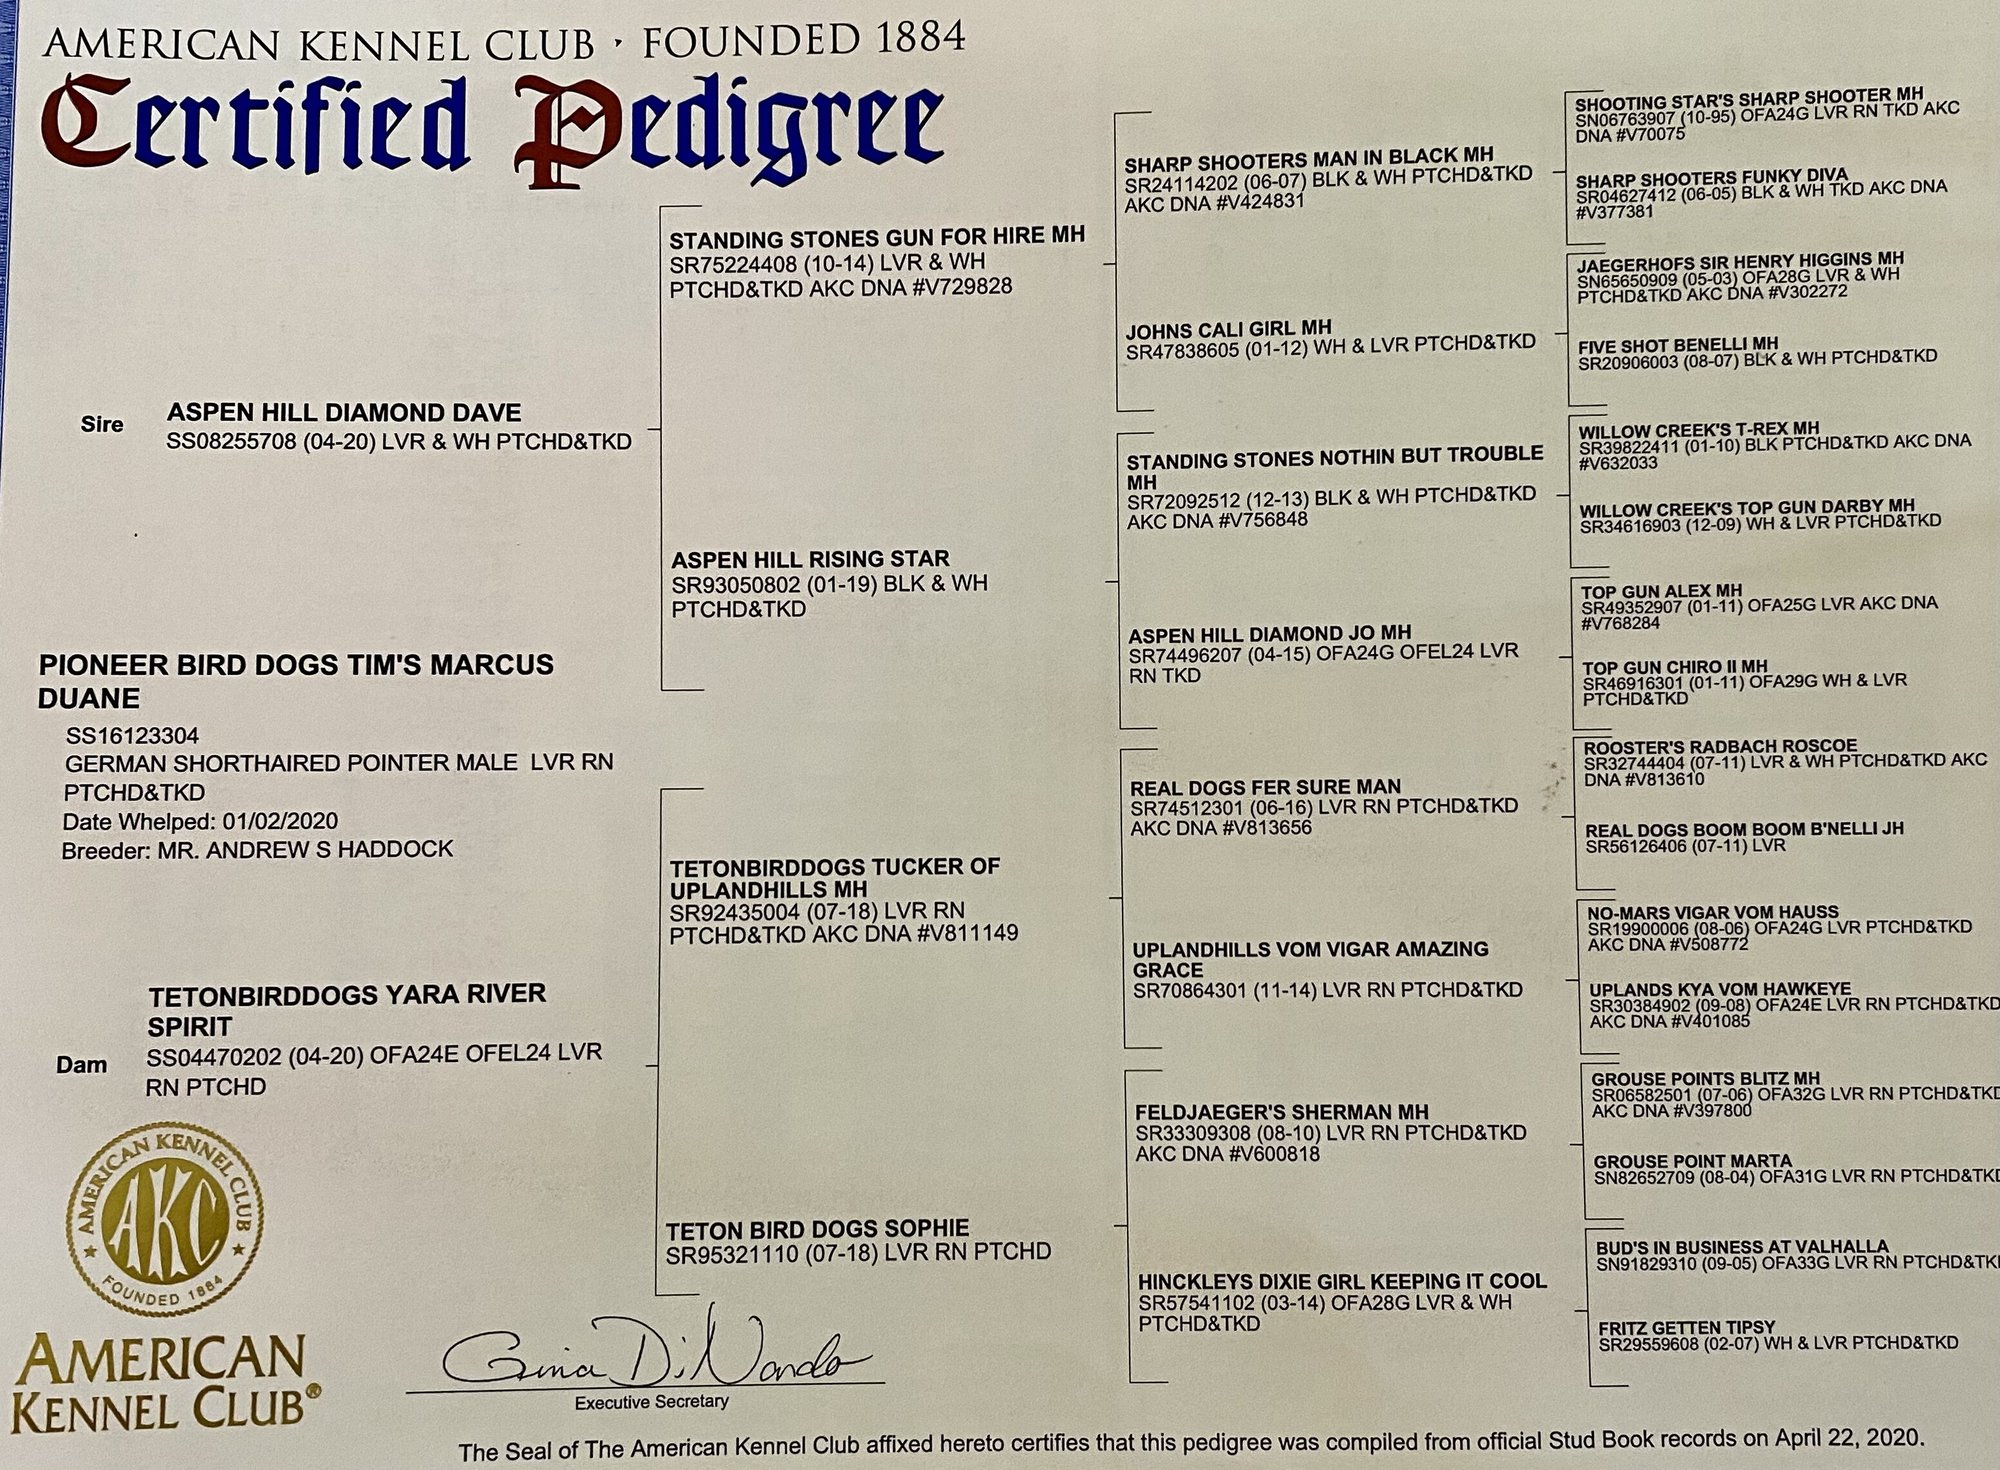 AMERICAN KENNEL CLUB · FOUNDED 1884
Certified Pedigree
Sire
ASPEN HILL DIAMOND DAVE
SS08255708 (04-20) LVR & WH PTCHD&TKD
PIONEER BIRD DOGS TIM'S MARCUS
DUANE
SS16123304
GERMAN SHORTHAIRED POINTER MALE LVR RN
PTCHD&TKD
Date Whelped: 01/02/2020
Breeder: MR. ANDREW S HADDOCK
Dam
TETONBIRDDOGS YARA RIVER
SPIRIT
SS04470202 (04-20) OFA24E OFEL24 LVR
RN PTCHD
STANDING STONES GUN FOR HIRE MH
SR75224408 (10-14) LVR & WH
PTCHD&TKD AKC DNA #V729828
ASPEN HILL RISING STAR
SR93050802 (01-19) BLK & WH
PTCHD&TKD
TETONBIRDDOGS TUCKER OF
UPLANDHILLS MH
SR92435004 (07-18) LVR RN
PTCHD&TKD AKC DNA #V811149
TETON BIRD DOGS SOPHIE
SR95321110 (07-18) LVR RN PTCHD
SHARP SHOOTERS MAN IN BLACK MH
SR24114202 (06-07) BLK & WH PTCHD&TKD
AKC DNA #V424831
JOHNS CALI GIRL MH
SR47838605 (01-12) WH & LVR PTCHD&TKD
STANDING STONES NOTHIN BUT TROUBLE
MH
SR72092512 (12-13) BLK & WH PTCHD&TKD
AKC DNA #V756848
ASPEN HILL DIAMOND JO MH
SR74496207 (04-15) OFA24G OFEL24 LVR
RN TKD
REAL DOGS FER SURE MAN
SR74512301 (06-16) LVR RN PTCHD&TKD
AKC DNA #V813656
UPLANDHILLS VOM VIGAR AMAZING
GRACE
SR70864301 (11-14) LVR RN PTCHD&TKD
FELDJAEGER'S SHERMAN MH
SR33309308 (08-10) LVR RN PTCHD&TKD
AKC DNA #V600818
HINCKLEYS DIXIE GIRL KEEPING IT COOL
SR57541102 (03-14) OFA28G LVR & WH
PTCHD&TKD
SHOOTING STAR'S SHARP SHOOTER MH
SN06763907 (10-95) OFA24G LVR RN TKD AKC
DNA #V70075
SHARP SHOOTERS FUNKY DIVA
SR04627412 (06-05) BLK & WH TKD AKC DNA
#V377381
JAEGERHOFS SIR HENRY HIGGINS MH
SN65650909 (05-03) OFA28G LVR & WH
PTCHD&TKD AKC DNA #V302272
FIVE SHOT BENELLI MH
SR20906003 (08-07) BLK & WH PTCHD&TKD
WILLOW CREEK'S T-REX MH
SR39822411 (01-10) BLK PTCHD&TKD AKC DNA
#V632033
WILLOW CREEK'S TOP GUN DARBY MH
SR34616903 (12-09) WH & LVR PTCHD&TKD
TOP GUN ALEX MH
SR49352907 (01-11) OFA25G LVR AKC DNA
#V768284
TOP GUN CHIRO II MH
SR46916301 (01-11) OFA29G WH & LVR
PTCHD&TKD
ROOSTER'S RADBACH ROSCOE
SR32744404 (07-11) LVR & WH PTCHD&TKD AKC
DNA #V813610
REAL DOGS BOOM BOOM B'NELLI JH
SR56126406 (07-11) LVR
NO-MARS VIGAR VOM HAUSS
SR19900006 (08-06) OFA24G LVR PTCHD&TKD
AKC DNA #V508772
UPLANDS KYA VOM HAWKEYE
SR30384902 (09-08) OFA24E LVR RN PTCHD&TKD
AKC DNA #V401085
GROUSE POINTS BLITZ MH
SR06582501 (07-06) OFA32G LVR RN PTCHD&TKD
AKC DNA #V397800
GROUSE POINT MARTA
SN82652709 (08-04) OFA31G LVR RN PTCHD&TKD
BUD'S IN BUSINESS AT VALHALLA
SN91829310 (09-05) OFA33G LVR RN PTCHD&TK
FRITZ GETTEN TIPSY
SR29559608 (02-07) WH & LVR PTCHD&TKD
AMERICAN KENNEL CLUB
AKC
FOUNDED 1884
AMERICAN
KENNEL CLUB®
Gina DiNardo
Executive Secretary
The Seal of The American Kennel Club affixed hereto certifies that this pedigree was compiled from official Stud Book records on April 22, 2020.